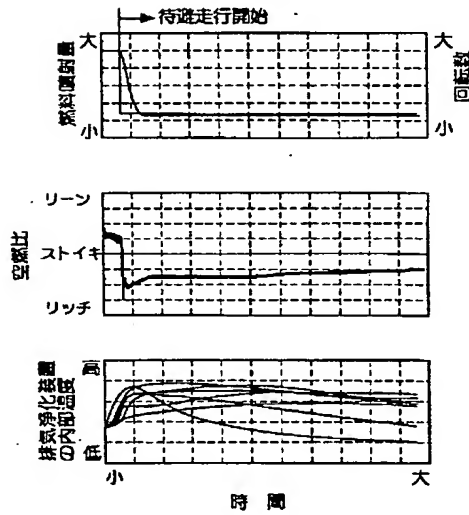 待避走行開始
大
小
燃料噴射量
大
小
回転数
リーン
ストイキ
リッチ
空燃比
高
低
排気浄化装置
の内部温度
小
大
時間